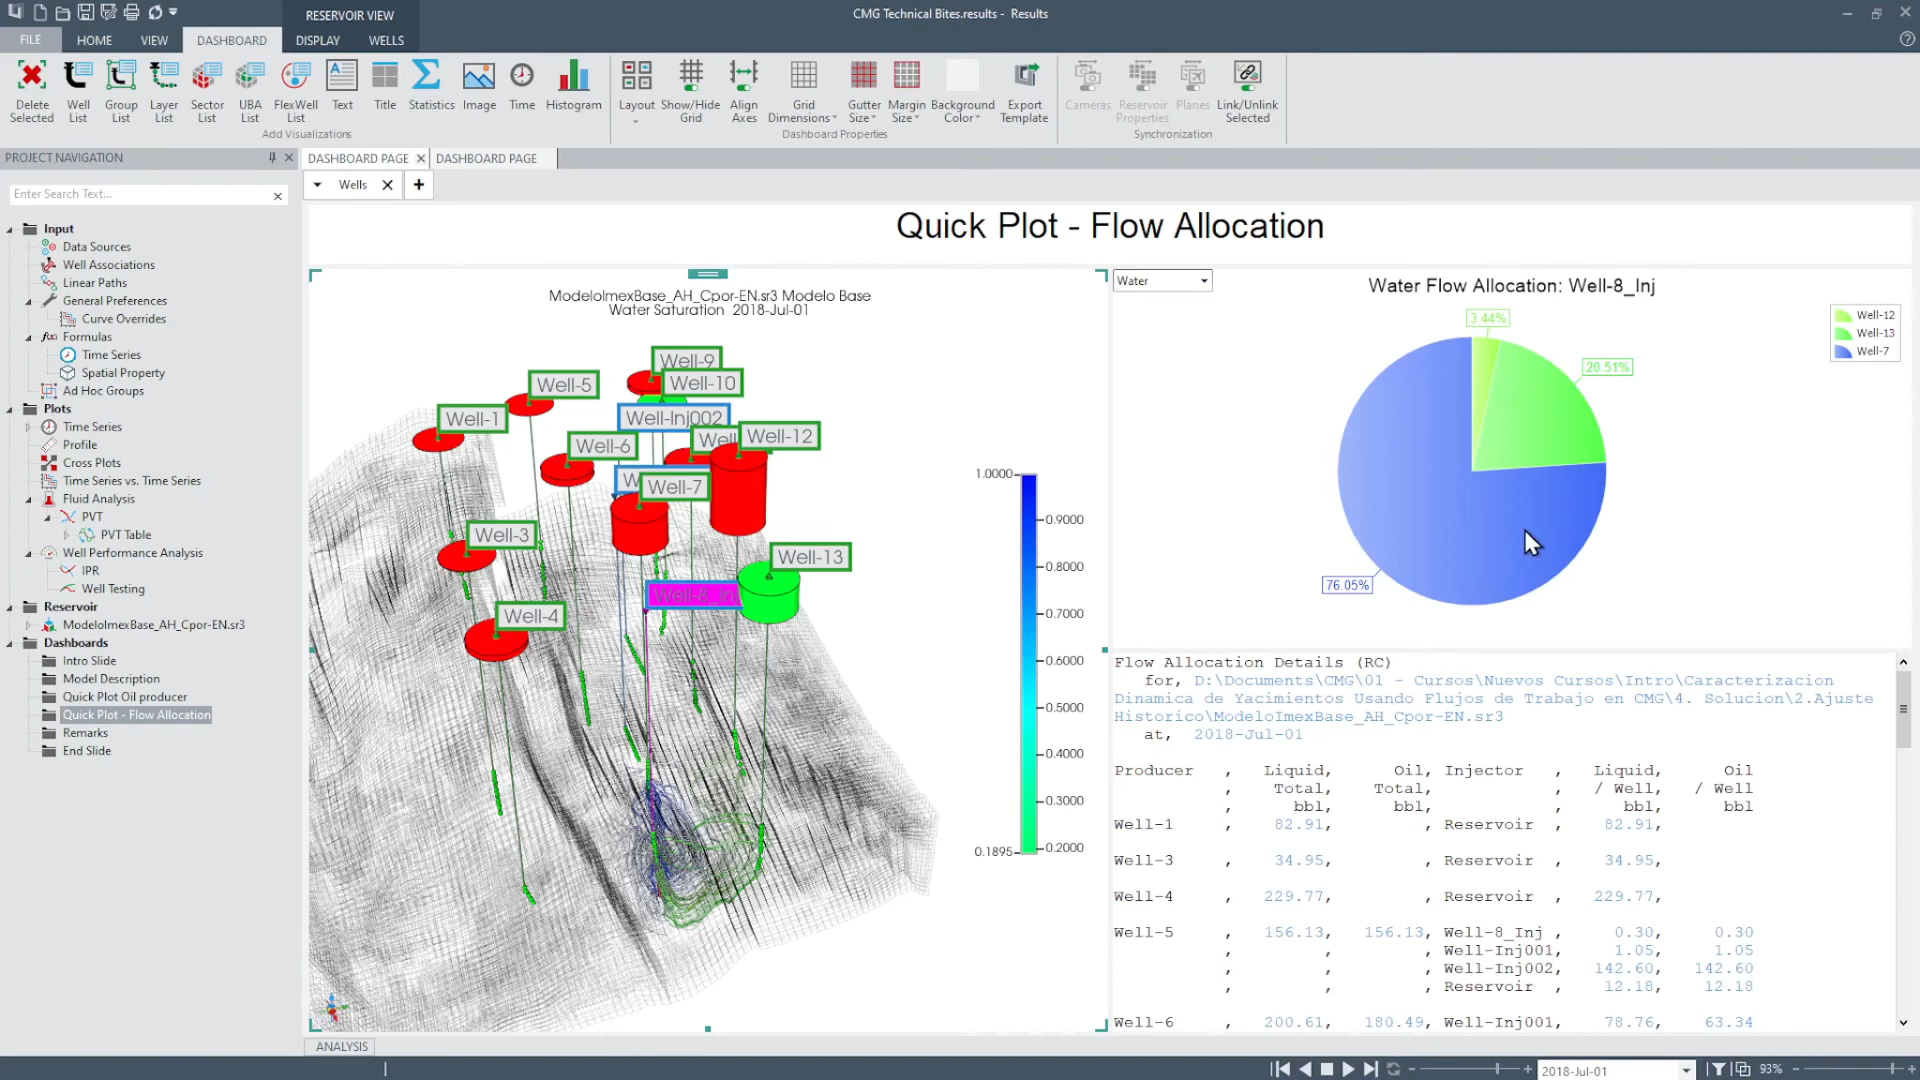 RESERVOIR VIEW
CMG Technical Bites.results - Results
FILE
HOME
VIEW
DASHBOARD
DISPLAY
WELLS
Delete Selected
Well List
Group List
Layer List
Sector List
UBA List
FlexWell List
Text
Title
Statistics
Image
Time
Histogram
Add Visualizations
Layout
Show/Hide Grid
Align Axes
Grid Dimensions
Gutter Size
Margin Size
Background Color
Export Template
Dashboard Properties
Cameras
Reservoir Properties
Planes
Link/Unlink Selected
Synchronization
PROJECT NAVIGATION
DASHBOARD PAGE
DASHBOARD PAGE
Enter Search Text...
Wells
Input
Data Sources
Well Associations
Linear Paths
General Preferences
Curve Overrides
Formulas
Time Series
Spatial Property
Ad Hoc Groups
Plots
Time Series
Profile
Cross Plots
Time Series vs. Time Series
Fluid Analysis
PVT
PVT Table
Well Performance Analysis
IPR
Well Testing
Reservoir
ModeloImexBase_AH_Cpor-EN.sr3
Dashboards
Intro Slide
Model Description
Quick Plot Oil producer
Quick Plot - Flow Allocation
Remarks
End Slide
Quick Plot - Flow Allocation
ModeloImexBase_AH_Cpor-EN.sr3 Modelo Base
Water Saturation 2018-Jul-01
Well-9
Well-10
Well-5
Well-1
Well-Inj002
Well
Well-12
Well-6
W
Well-7
Well-3
Well-13
Well-8_Inj
Well-4
1.0000
0.9000
0.8000
0.7000
0.6000
0.5000
0.4000
0.3000
0.2000
0.1895
Water
Water Flow Allocation: Well-8_Inj
3.44%
20.51%
76.05%
Well-12
Well-13
Well-7
Flow Allocation Details (RC)
for, D:\Documents\CMG\01 - Cursos\Nuevos Cursos\Intro\Caracterizacion
Dinamica de Yacimientos Usando Flujos de Trabajo en CMG\4. Solucion\2.Ajuste
Historico\ModeloImexBase_AH_Cpor-EN.sr3
at, 2018-Jul-01
Producer , Liquid, Oil, Injector , Liquid, Oil
, Total, Total, , / Well, / Well
, bbl, bbl, , bbl, bbl
Well-1 , 82.91, , Reservoir , 82.91,
Well-3 , 34.95, , Reservoir , 34.95,
Well-4 , 229.77, , Reservoir , 229.77,
Well-5 , 156.13, 156.13, Well-8_Inj , 0.30, 0.30
, , , Well-Inj001, 1.05, 1.05
, , , Well-Inj002, 142.60, 142.60
, , , Reservoir , 12.18, 12.18
Well-6 , 200.61, 180.49, Well-Inj001, 78.76, 63.34
ANALYSIS
2018-Jul-01
93%